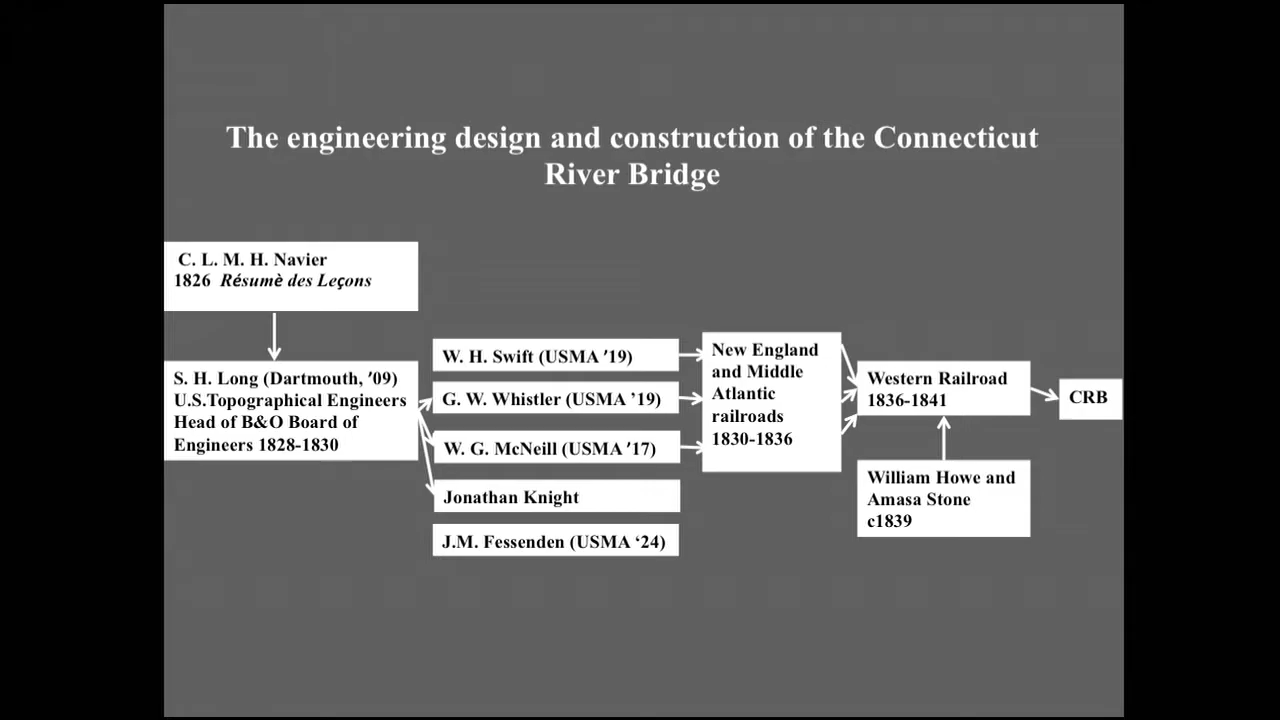 The engineering design and construction of the Connecticut
River Bridge
C. L. M. H. Navier
1826 Résumè des Leçons
S. H. Long (Dartmouth, ′09)
U.S.Topographical Engineers
Head of B&O Board of
Engineers 1828-1830
W. H. Swift (USMA ′19)
G. W. Whistler (USMA ’19)
W. G. McNeill (USMA ′17)
Jonathan Knight
J.M. Fessenden (USMA ‘24)
New England
and Middle
Atlantic
railroads
1830-1836
Western Railroad
1836-1841
William Howe and
Amasa Stone
c1839
CRB